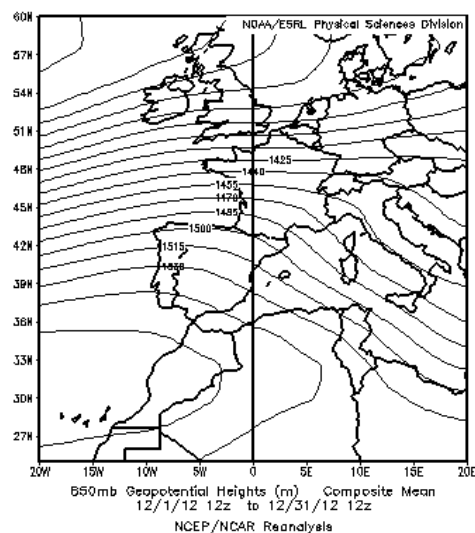 60N
NOAA/ESRL Physical Sciences Division
57N
54N
51N
1425
48N
1440
1455
1470
45N
1485
1500
42N
1515
1530
39N
36N
33N
30N
27N
20W 15W 10W 5W 0 5E 10E 15E 20E
850mb Geopotential Heights (m) Composite Mean
12/1/12 12z to 12/31/12 12z
NCEP/NCAR Reanalysis